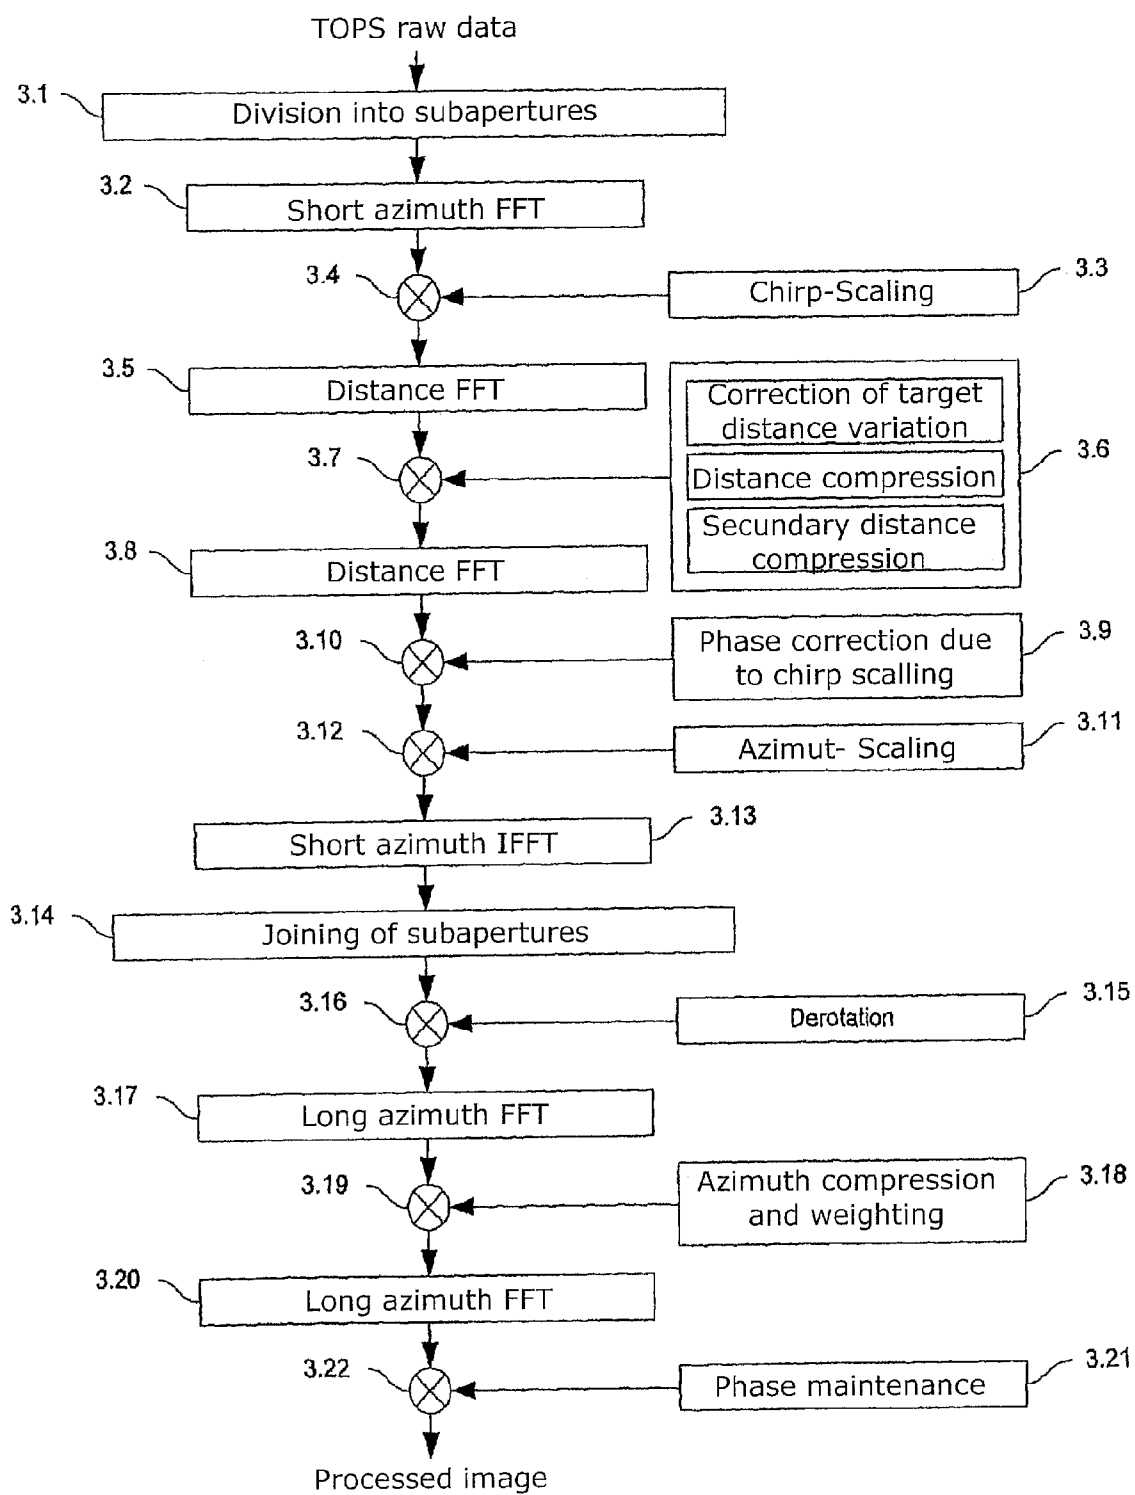 TOPS raw data
3.1
Division into subapertures
3.2
Short azimuth FFT
3.4
3.3
Chirp-Scaling
3.5
Distance FFT
3.7
Correction of target
distance variation
3.6
Distance compression
Secundary distance
compression
3.8
Distance FFT
3.10
Phase correction due
to chirp scalling
3.9
3.12
Azimut- Scaling
3.11
Short azimuth IFFT
3.13
3.14
Joining of subapertures
3.16
Derotation
3.15
3.17
Long azimuth FFT
3.19
Azimuth compression
and weighting
3.18
3.20
Long azimuth FFT
3.22
Phase maintenance
3.21
Processed image